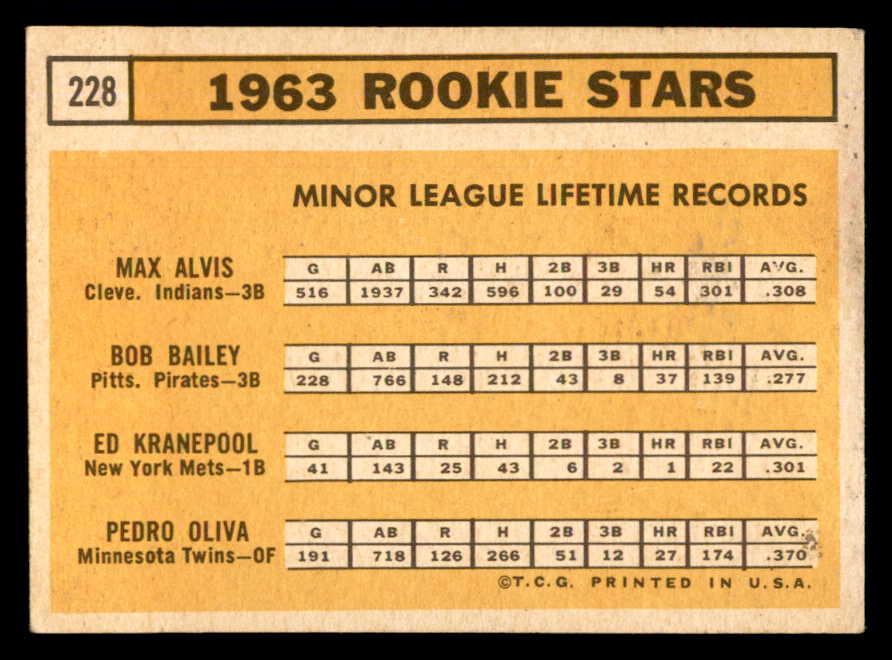 228 1963 ROOKIE STARS
MINOR LEAGUE LIFETIME RECORDS
MAX ALVIS
Cleve. Indians—3B
G AB R H 2B 3B HR RBI AVG.
516 1937 342 596 100 29 54 301 .308
BOB BAILEY
Pitts. Pirates—3B
G AB R H 2B 3B HR RBI AVG.
228 766 148 212 43 8 37 139 .277
ED KRANEPOOL
New York Mets—1B
G AB R H 2B 3B HR RBI AVG.
41 143 25 43 6 2 1 22 .301
PEDRO OLIVA
Minnesota Twins—OF
G AB R H 2B 3B HR RBI AVG.
191 718 126 266 51 12 27 174 .370
©T.C.G. PRINTED IN U.S.A.